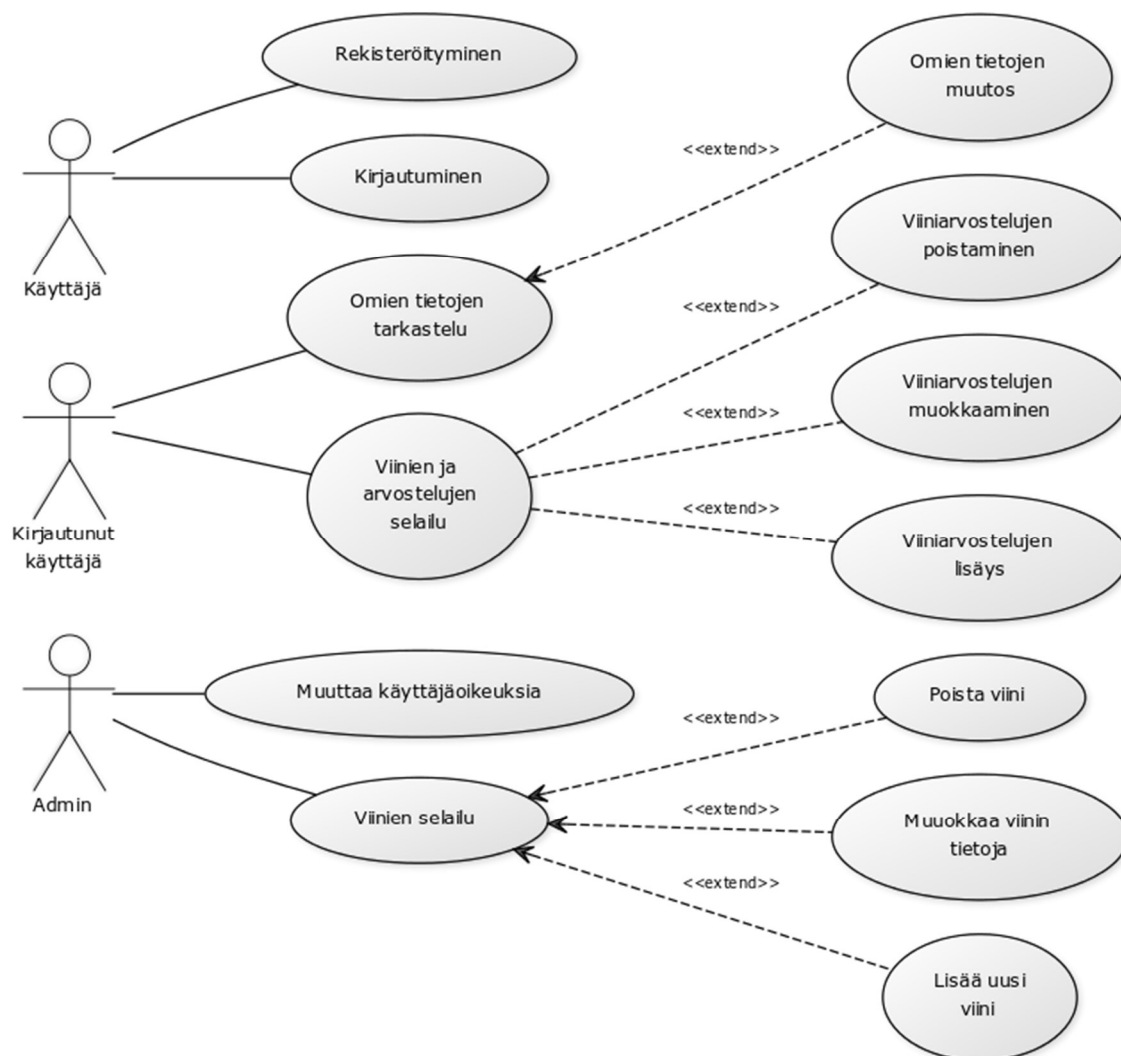 Rekisteröityminen
Kirjautuminen
Käyttäjä
Omien tietojen
tarkastelu
Omien tietojen
muutos
<<extend>>
Viiniarvostelujen
poistaminen
<<extend>>
Viiniarvostelujen
muokkaaminen
<<extend>>
Viiniarvostelujen
lisäys
<<extend>>
Viinien ja
arvostelujen
selailu
Kirjautunut
käyttäjä
Muuttaa käyttäjäoikeuksia
Admin
Viinien selailu
Poista viini
<<extend>>
Muuokkaa viinin
tietoja
<<extend>>
Lisää uusi
viini
<<extend>>